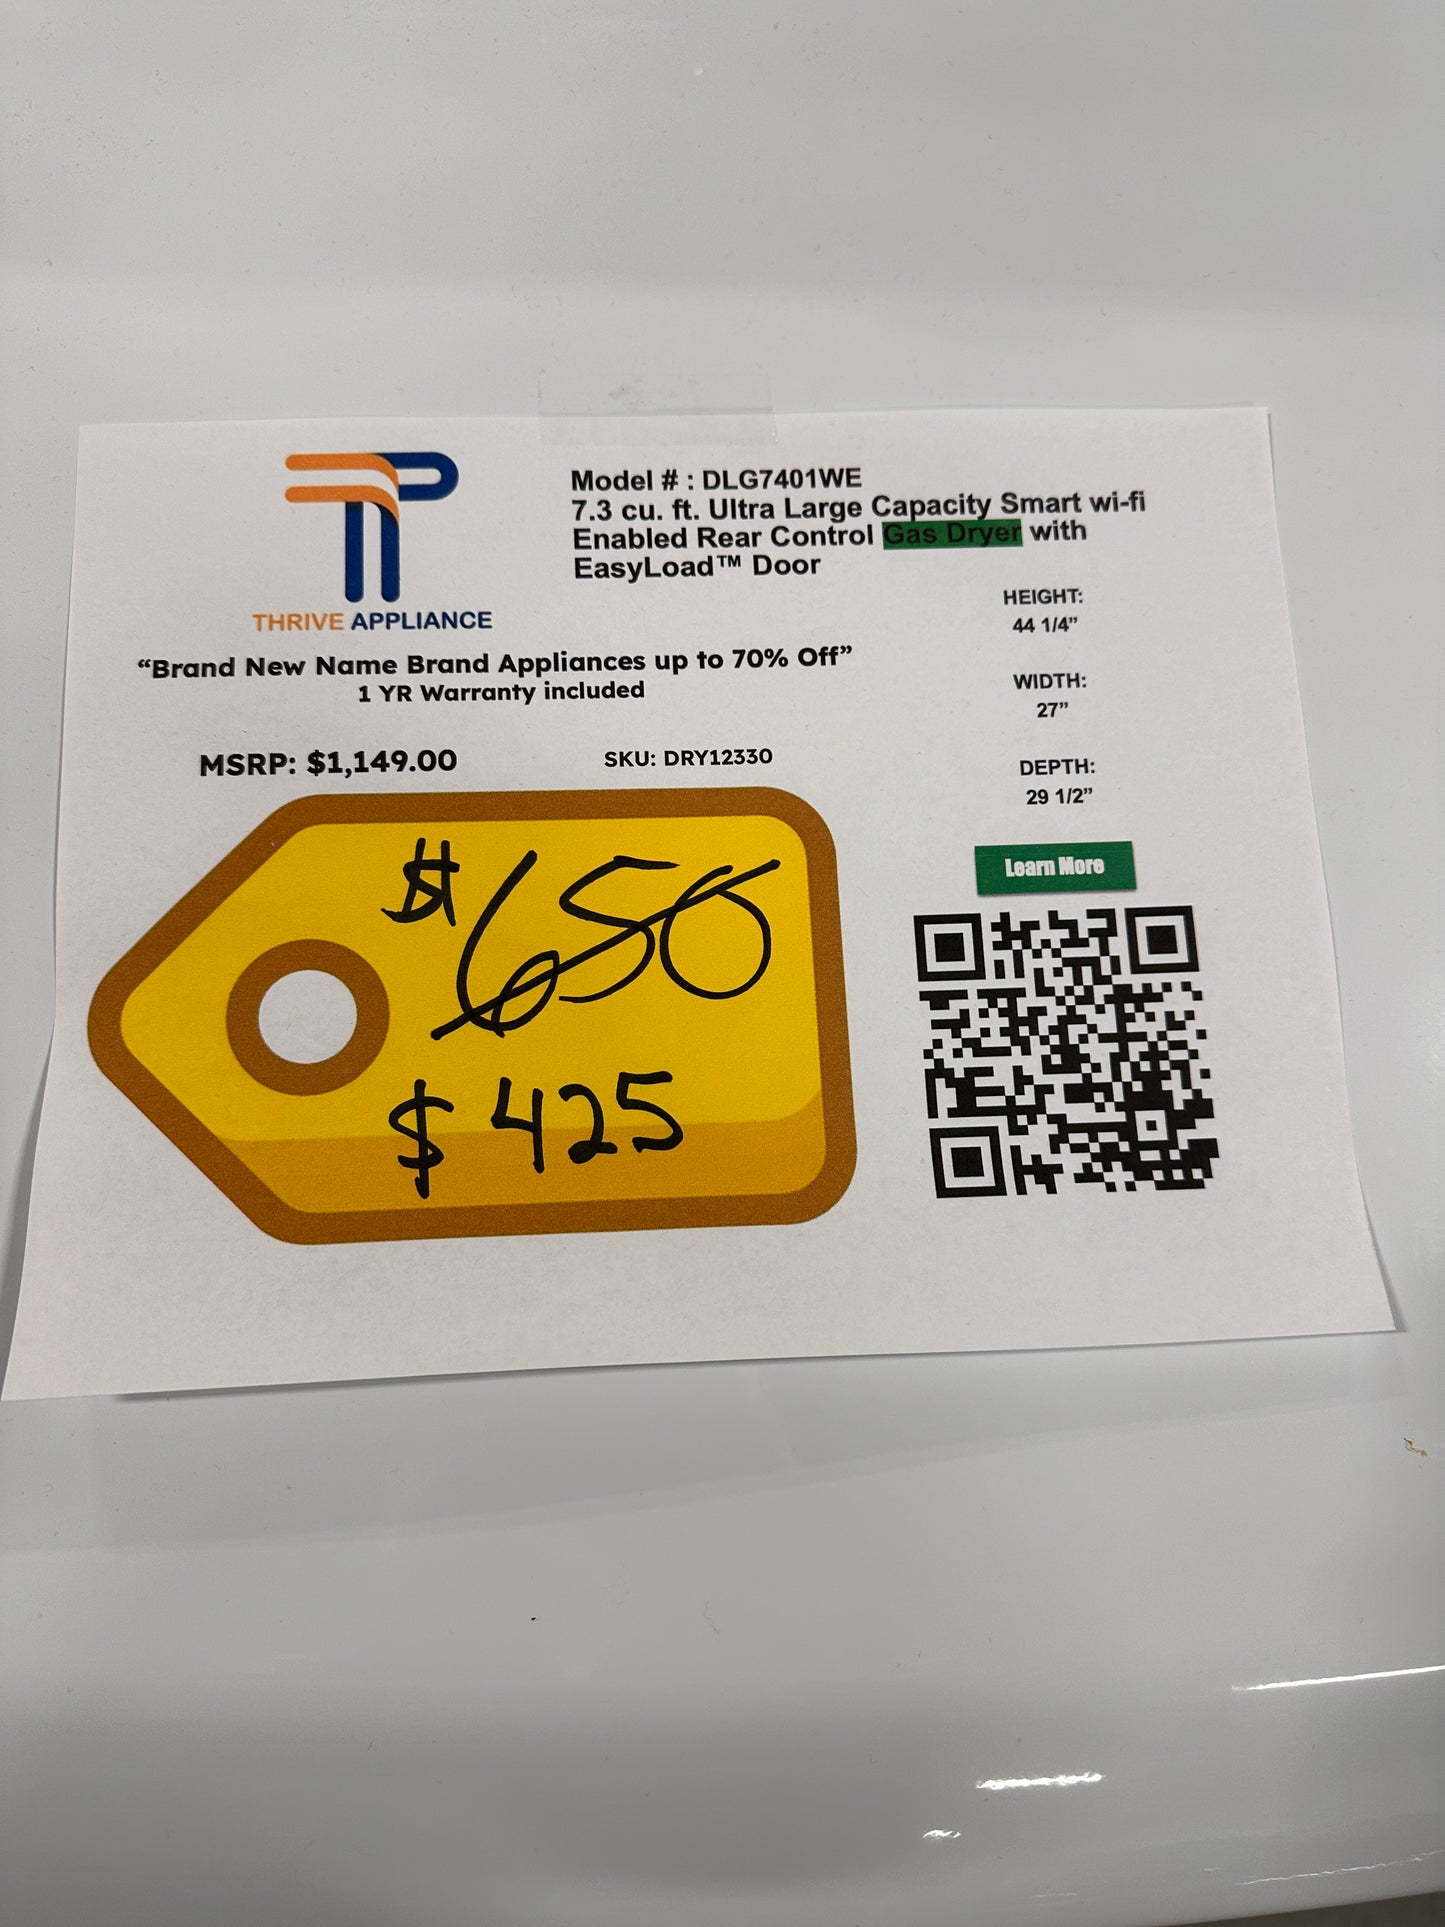 THRIVE APPLIANCE
Model # : DLG7401WE
7.3 cu. ft. Ultra Large Capacity Smart wi-fi
Enabled Rear Control Gas Dryer with
EasyLoad™ Door
“Brand New Name Brand Appliances up to 70% Off”
1 YR Warranty included
MSRP: $1,149.00
SKU: DRY12330
HEIGHT:
44 1/4”
WIDTH:
27”
DEPTH:
29 1/2”
Learn More
$650
$425